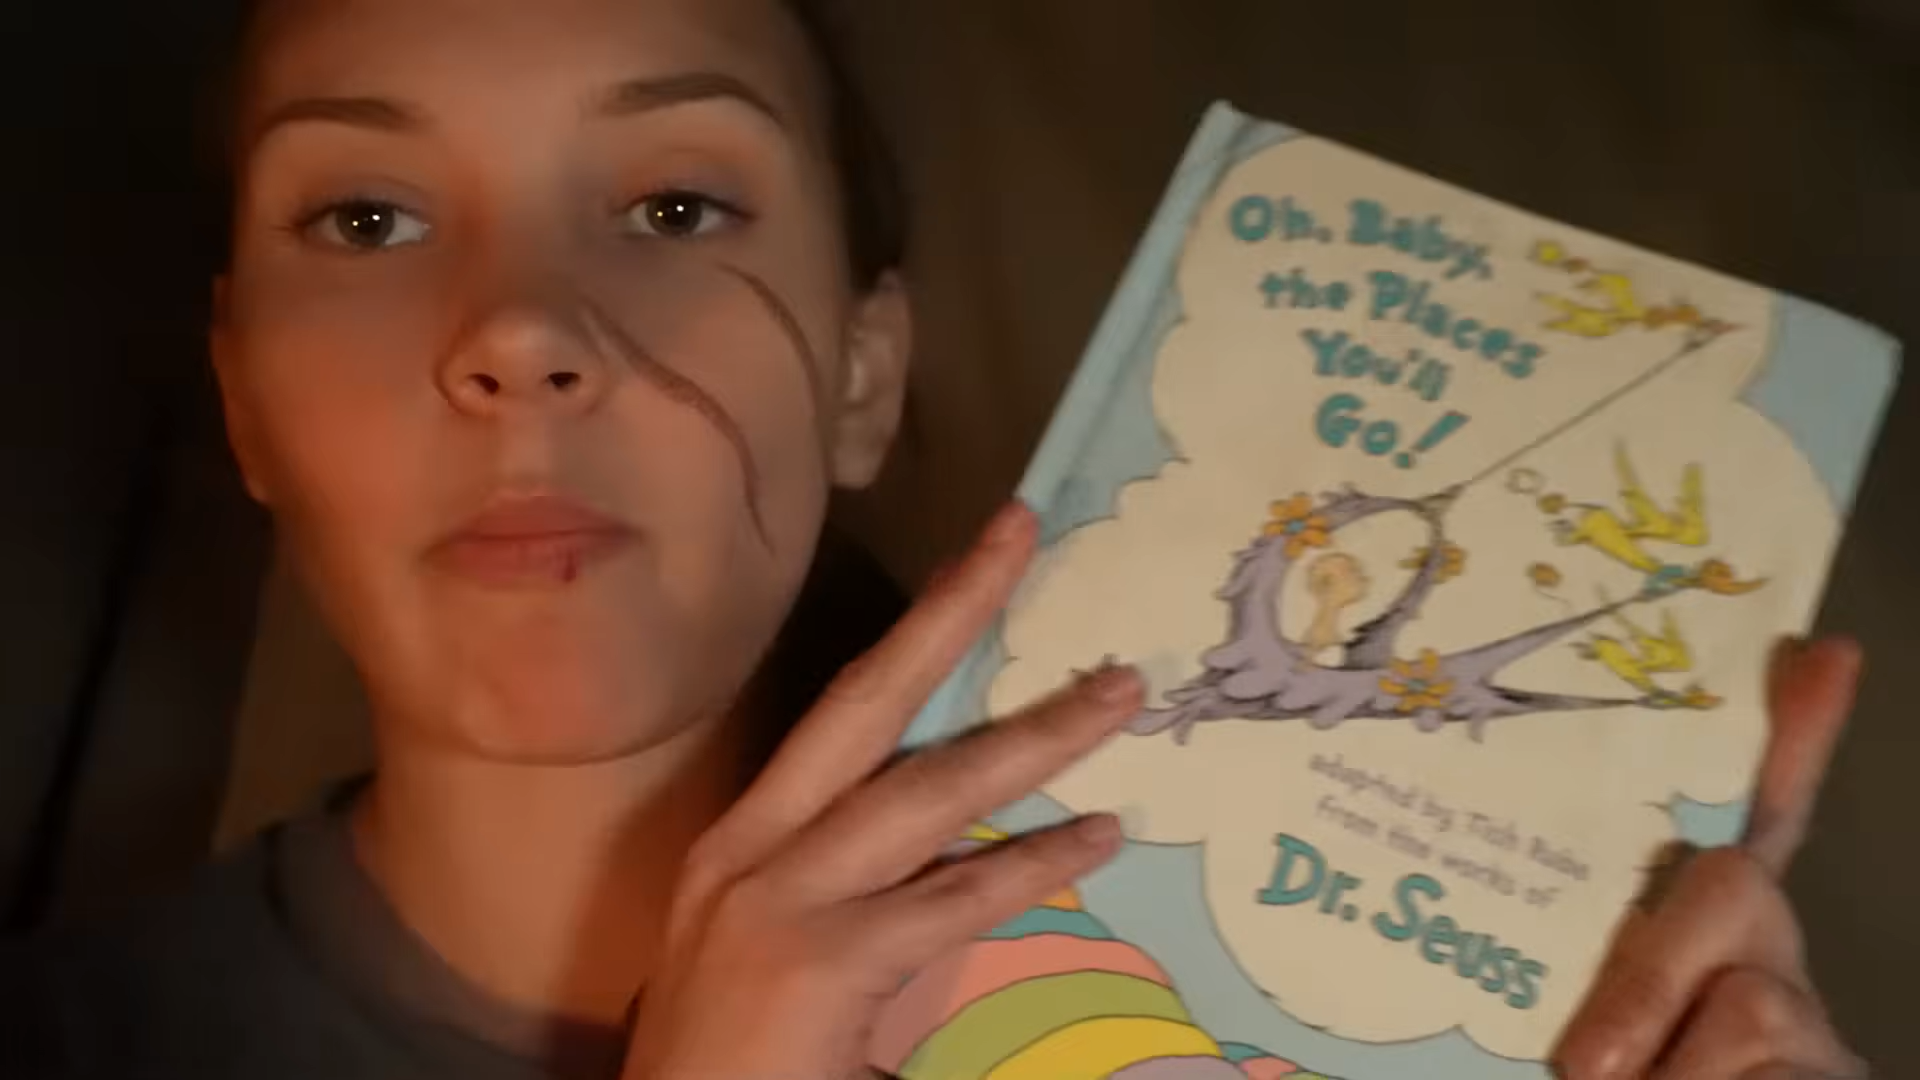 Oh, Baby,
the Places
You'll
Go!
adapted by Tish Rabe
from the works of
Dr. Seuss